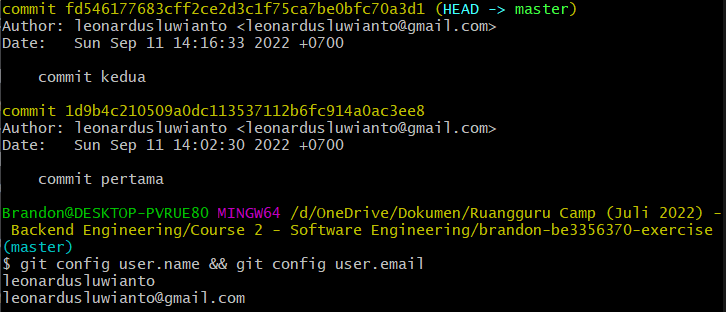 commit fd546177683cff2ce2d3c1f75ca7be0bfc70a3d1 (HEAD -> master)
Author: leonardusluwianto <leonardusluwianto@gmail.com>
Date:   Sun Sep 11 14:16:33 2022 +0700
    commit kedua
commit 1d9b4c210509a0dc113537112b6fc914a0ac3ee8
Author: leonardusluwianto <leonardusluwianto@gmail.com>
Date:   Sun Sep 11 14:02:30 2022 +0700
    commit pertama
Brandon@DESKTOP-PVRUE80 MINGW64 /d/OneDrive/Dokumen/Ruangguru Camp (Juli 2022) -
 Backend Engineering/Course 2 - Software Engineering/brandon-be3356370-exercise
(master)
$ git config user.name && git config user.email
leonardusluwianto
leonardusluwianto@gmail.com